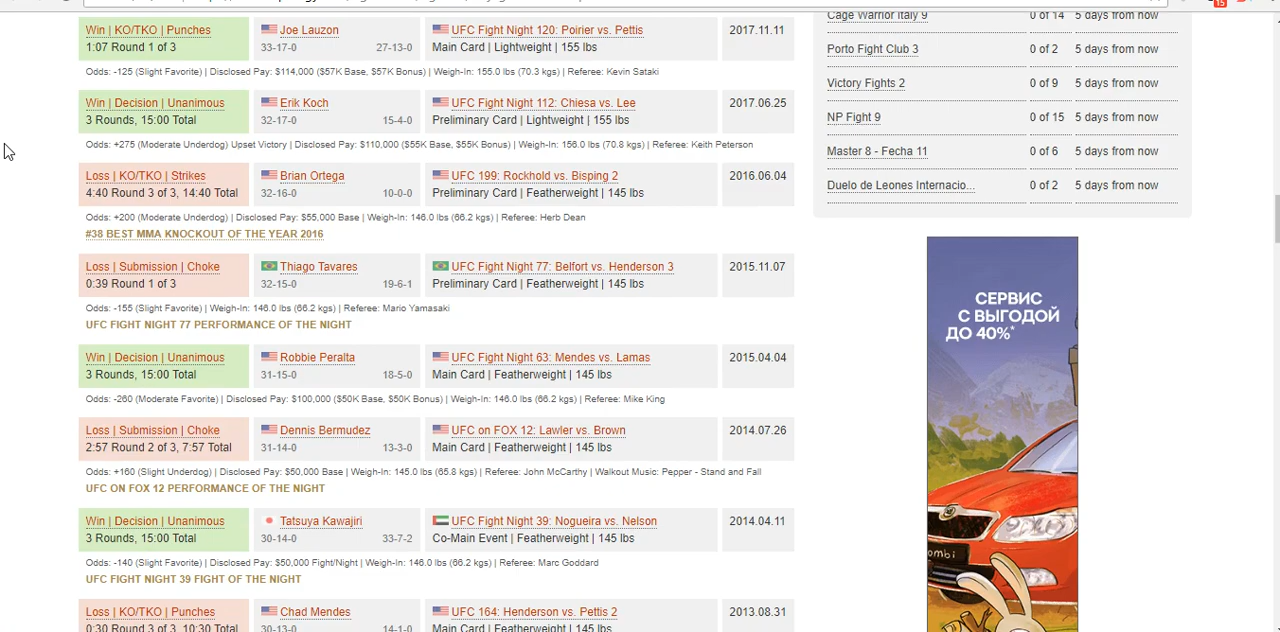 Win | KO/TKO | Punches
1:07 Round 1 of 3
Joe Lauzon
33-17-0 27-13-0
UFC Fight Night 120: Poirier vs. Pettis
Main Card | Lightweight | 155 lbs
2017.11.11
Odds: -125 (Slight Favorite) | Disclosed Pay: $114,000 ($57K Base, $57K Bonus) | Weigh-In: 155.0 lbs (70.3 kgs) | Referee: Kevin Sataki
Win | Decision | Unanimous
3 Rounds, 15:00 Total
Erik Koch
32-17-0 15-4-0
UFC Fight Night 112: Chiesa vs. Lee
Preliminary Card | Lightweight | 155 lbs
2017.06.25
Odds: +275 (Moderate Underdog) Upset Victory | Disclosed Pay: $110,000 ($55K Base, $55K Bonus) | Weigh-In: 156.0 lbs (70.8 kgs) | Referee: Keith Peterson
Loss | KO/TKO | Strikes
4:40 Round 3 of 3, 14:40 Total
Brian Ortega
32-16-0 10-0-0
UFC 199: Rockhold vs. Bisping 2
Preliminary Card | Featherweight | 145 lbs
2016.06.04
Odds: +200 (Moderate Underdog) | Disclosed Pay: $55,000 Base | Weigh-In: 146.0 lbs (66.2 kgs) | Referee: Herb Dean
#38 BEST MMA KNOCKOUT OF THE YEAR 2016
Loss | Submission | Choke
0:39 Round 1 of 3
Thiago Tavares
32-15-0 19-6-1
UFC Fight Night 77: Belfort vs. Henderson 3
Preliminary Card | Featherweight | 145 lbs
2015.11.07
Odds: -155 (Slight Favorite) | Weigh-In: 146.0 lbs (66.2 kgs) | Referee: Mario Yamasaki
UFC FIGHT NIGHT 77 PERFORMANCE OF THE NIGHT
Win | Decision | Unanimous
3 Rounds, 15:00 Total
Robbie Peralta
31-15-0 18-5-0
UFC Fight Night 63: Mendes vs. Lamas
Main Card | Featherweight | 145 lbs
2015.04.04
Odds: -260 (Moderate Favorite) | Disclosed Pay: $100,000 ($50K Base, $50K Bonus) | Weigh-In: 146.0 lbs (66.2 kgs) | Referee: Mike King
Loss | Submission | Choke
2:57 Round 2 of 3, 7:57 Total
Dennis Bermudez
31-14-0 13-3-0
UFC on FOX 12: Lawler vs. Brown
Main Card | Featherweight | 145 lbs
2014.07.26
Odds: +160 (Slight Underdog) | Disclosed Pay: $50,000 Base | Weigh-In: 145.0 lbs (65.8 kgs) | Referee: John McCarthy | Walkout Music: Pepper - Stand and Fall
UFC ON FOX 12 PERFORMANCE OF THE NIGHT
Win | Decision | Unanimous
3 Rounds, 15:00 Total
Tatsuya Kawajiri
30-14-0 33-7-2
UFC Fight Night 39: Nogueira vs. Nelson
Co-Main Event | Featherweight | 145 lbs
2014.04.11
Odds: -140 (Slight Favorite) | Disclosed Pay: $50,000 Fight/Night | Weigh-In: 146.0 lbs (66.2 kgs) | Referee: Marc Goddard
UFC FIGHT NIGHT 39 FIGHT OF THE NIGHT
Loss | KO/TKO | Punches
0:30 Round 3 of 3, 10:30 Total
Chad Mendes
30-13-0 14-1-0
UFC 164: Henderson vs. Pettis 2
Main Card | Featherweight | 145 lbs
2013.08.31
Cage Warrior Italy 9 0 of 14 5 days from now
Porto Fight Club 3 0 of 2 5 days from now
Victory Fights 2 0 of 9 5 days from now
NP Fight 9 0 of 15 5 days from now
Master 8 - Fecha 11 0 of 6 5 days from now
Duelo de Leones Internacio... 0 of 2 5 days from now
СЕРВИС
С ВЫГОДОЙ
ДО 40%*
ombi
15